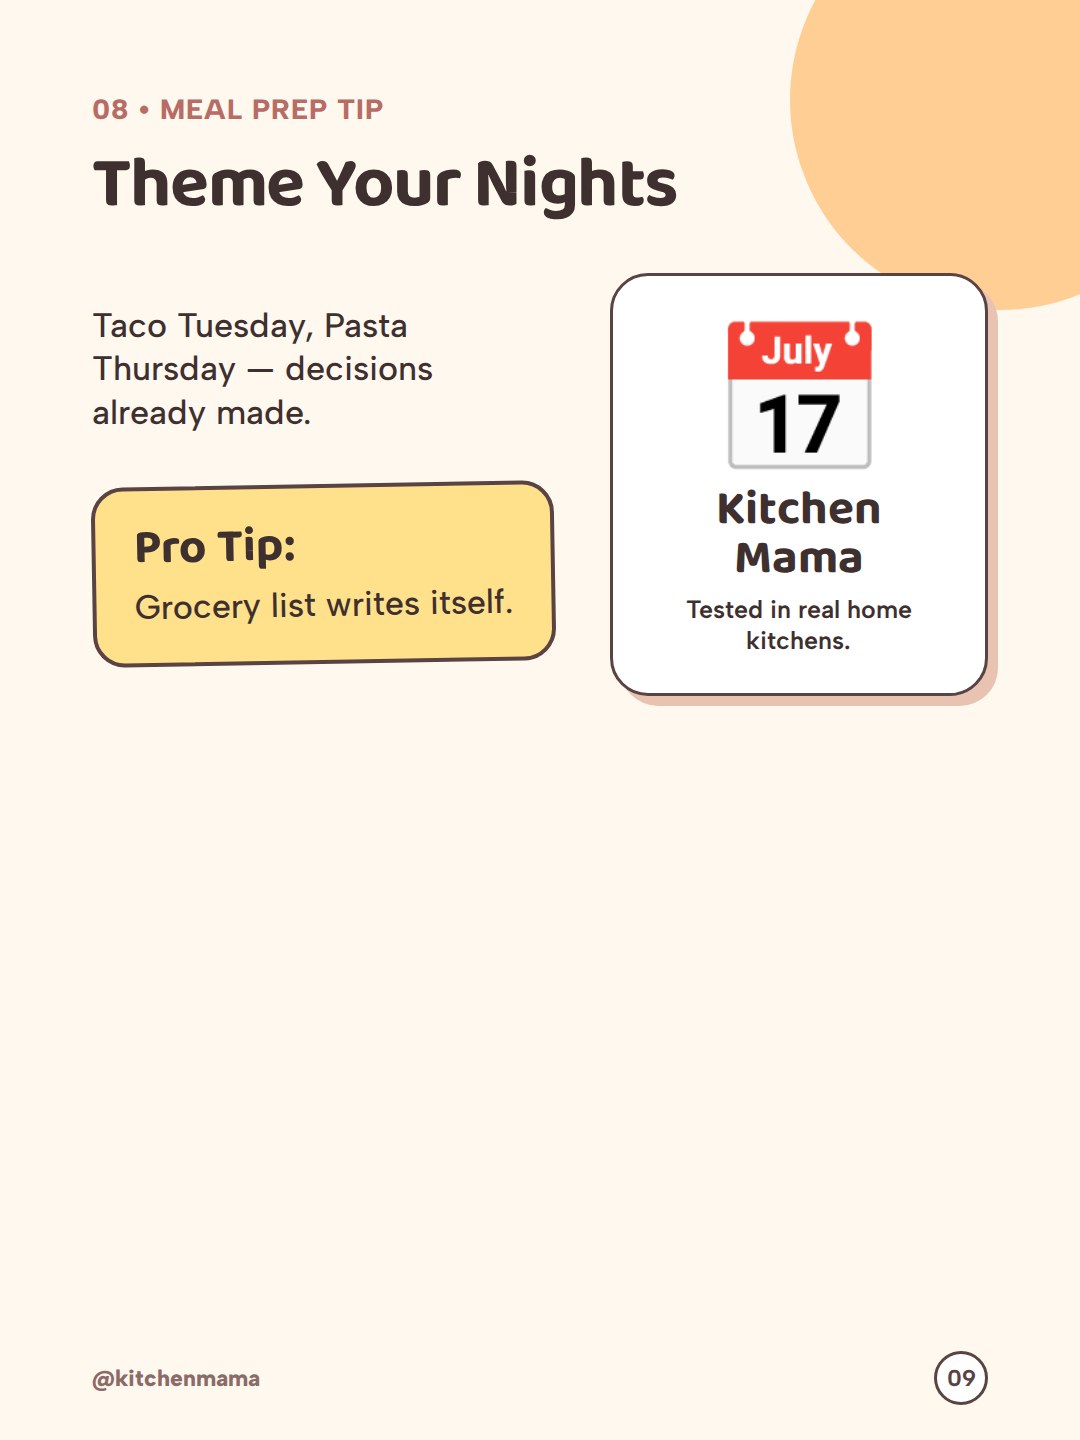 08 • MEAL PREP TIP
Theme Your Nights
Taco Tuesday, Pasta
Thursday — decisions
already made.
Pro Tip:
Grocery list writes itself.
July
17
Kitchen
Mama
Tested in real home
kitchens.
@kitchenmama
09